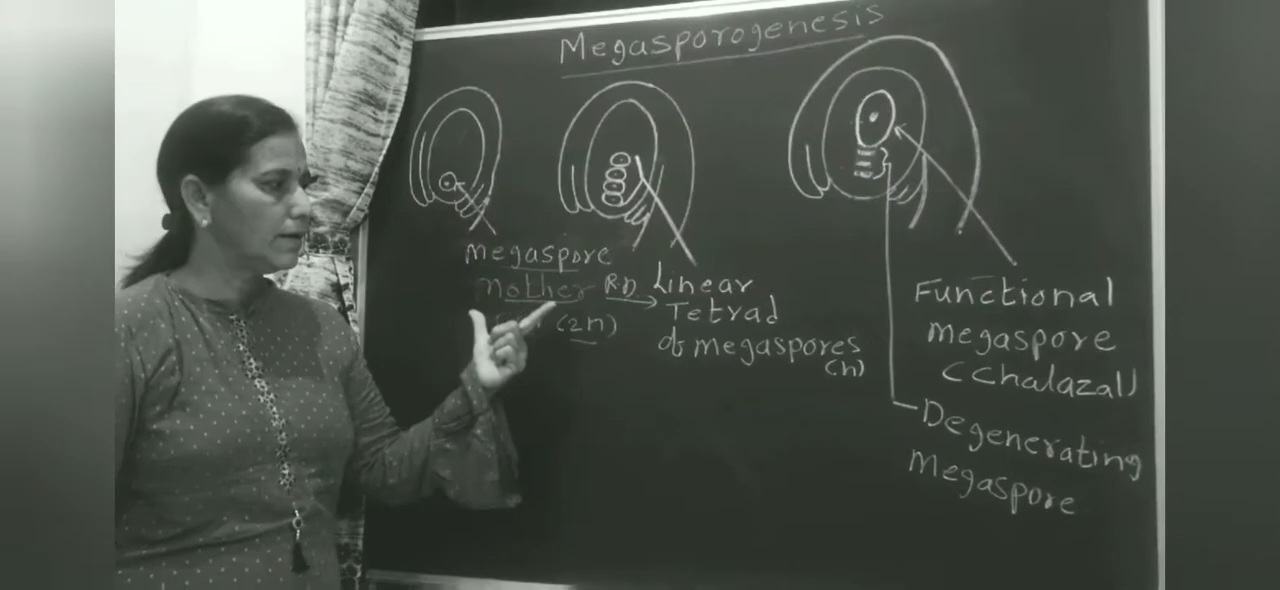 Megasporogenesis
Megaspore
mother
(2n)
RD Linear
Tetrad
of megaspores
(n)
Functional
megaspore
(Chalazal)
Degenerating
Megaspore